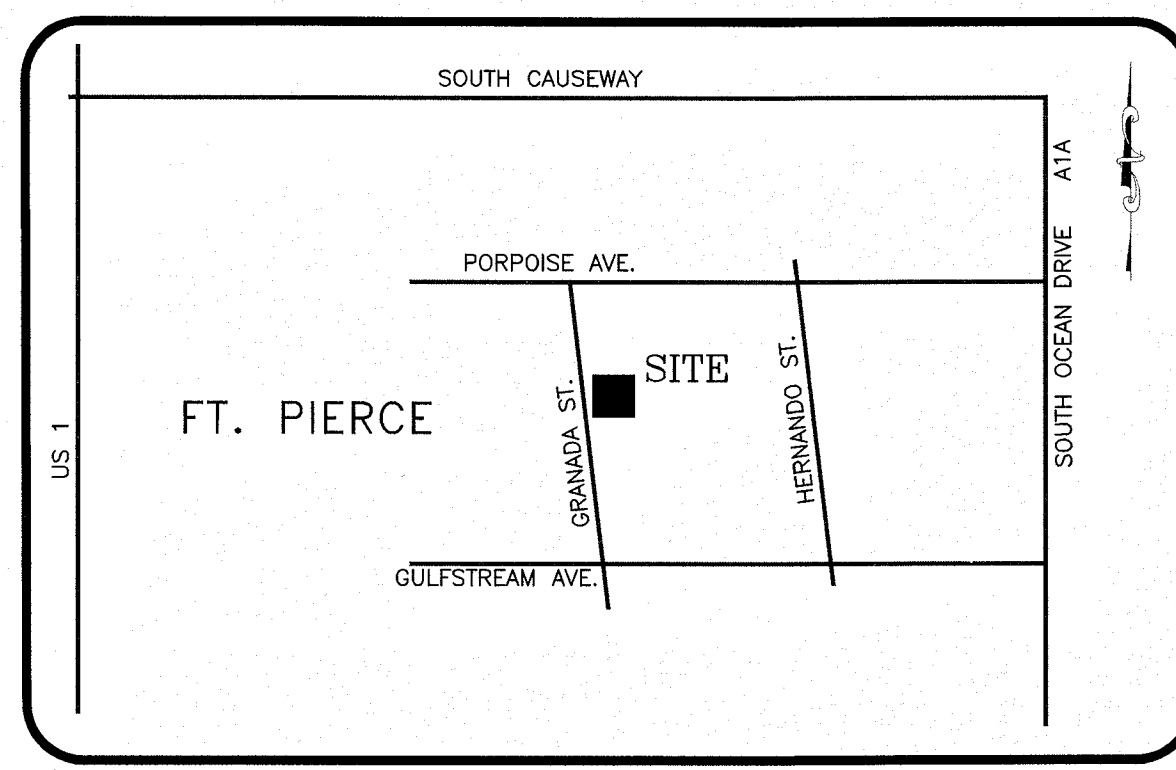 SOUTH CAUSEWAY
A1A
SOUTH OCEAN DRIVE
PORPOISE AVE.
SITE
HERNANDO ST.
GRANADA ST.
FT. PIERCE
US 1
GULFSTREAM AVE.